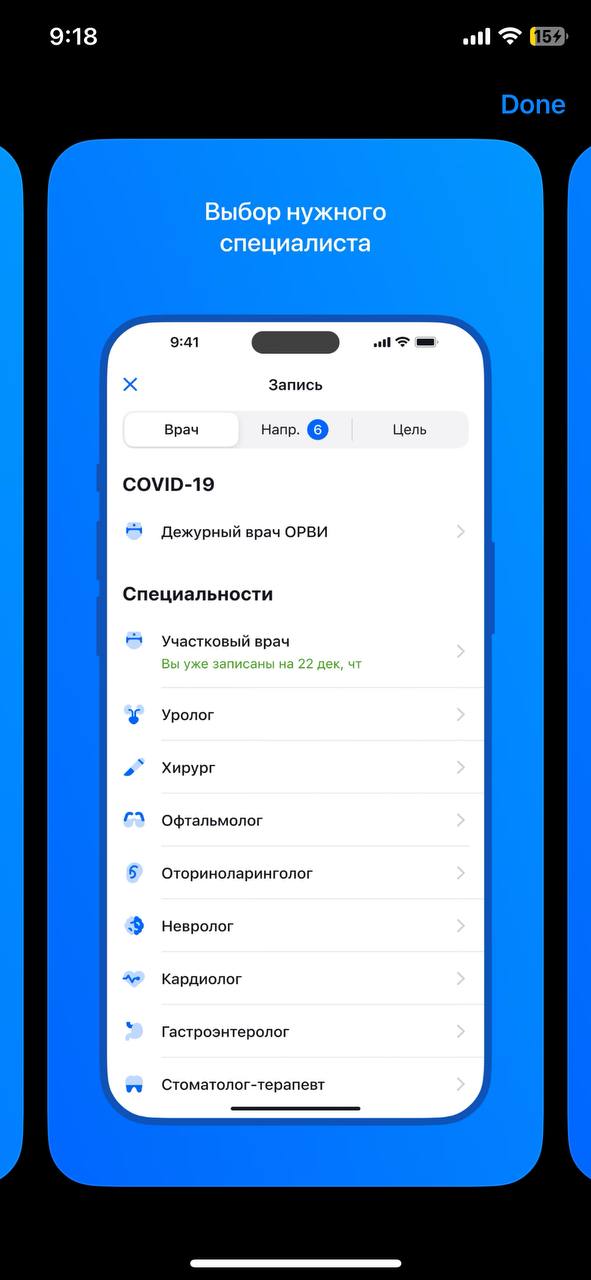 9:18
15
Done
Выбор нужного
специалиста
9:41
Запись
Врач
Напр. 6
Цель
COVID-19
Дежурный врач ОРВИ
Специальности
Участковый врач
Вы уже записаны на 22 дек, чт
Уролог
Хирург
Офтальмолог
Оториноларинголог
Невролог
Кардиолог
Гастроэнтеролог
Стоматолог-терапевт